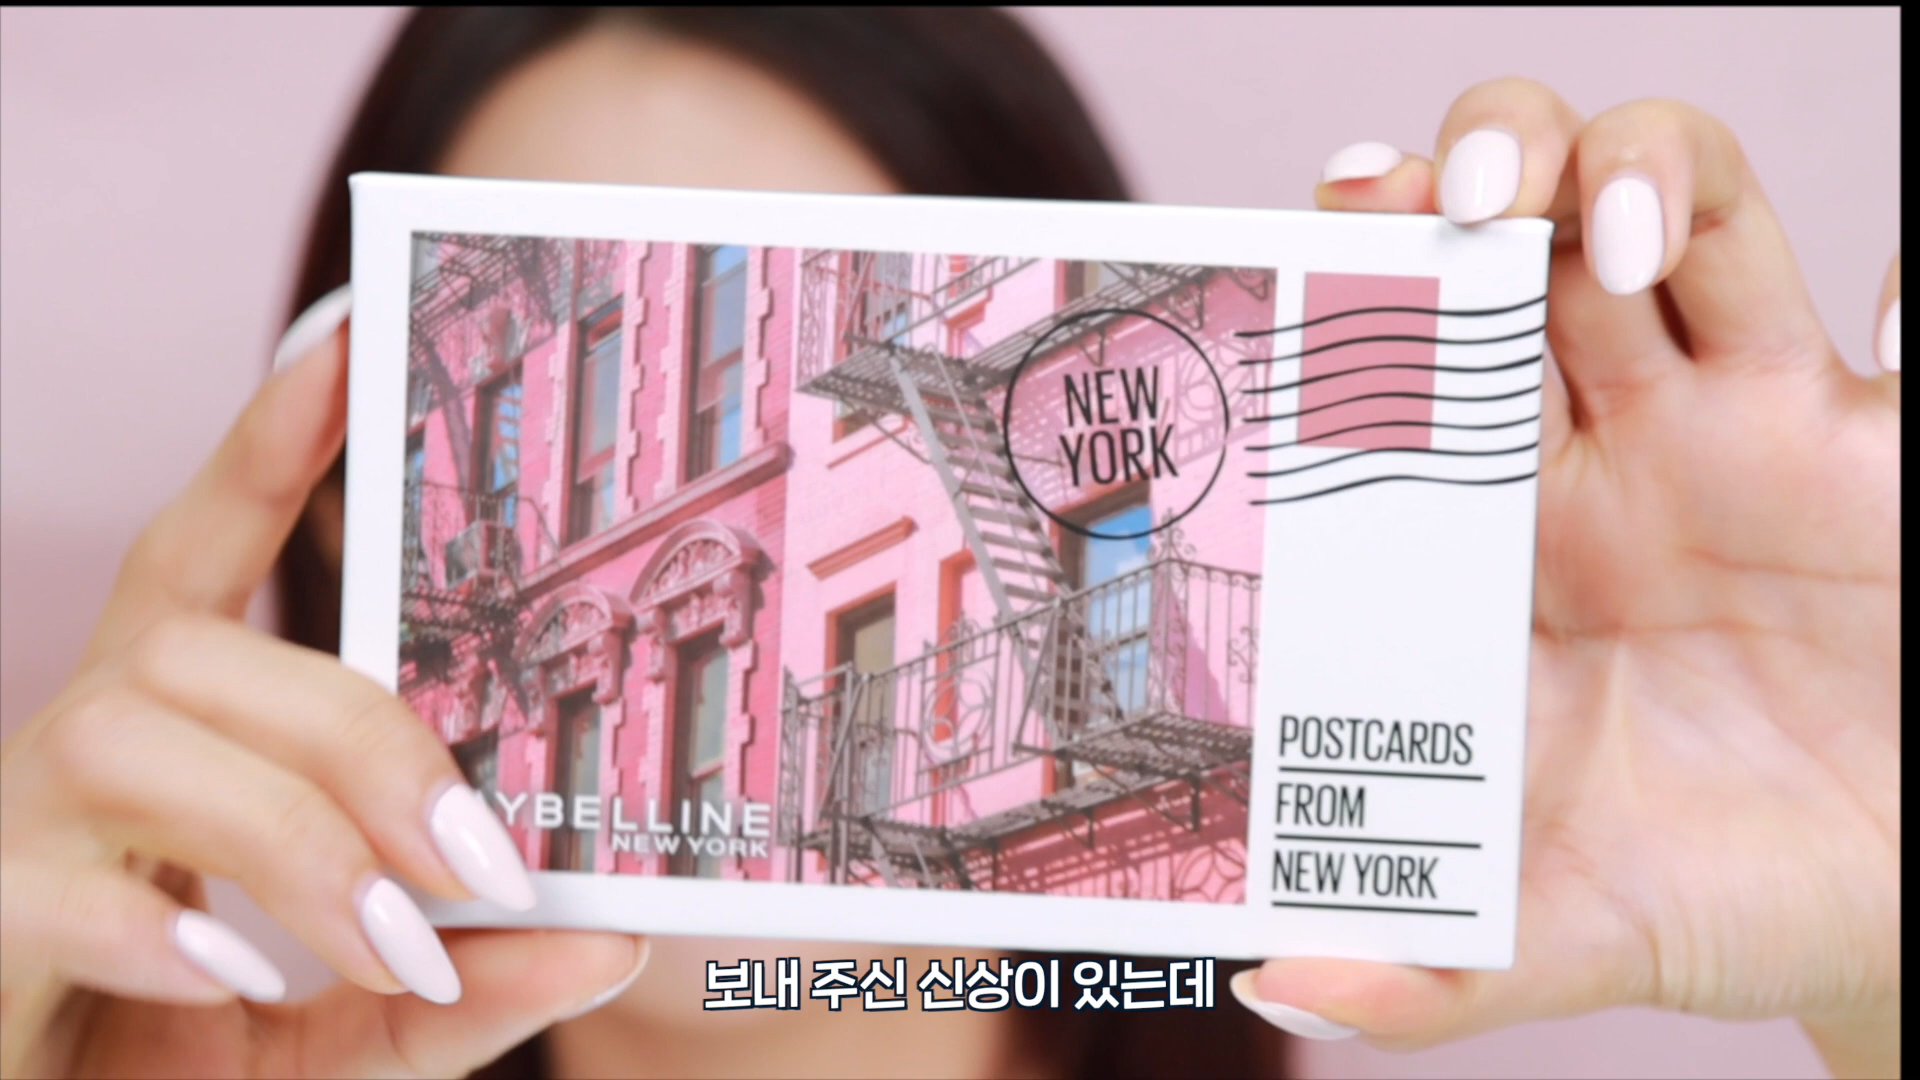 NEW
YORK
YBELLINE
NEW YORK
POSTCARDS
FROM
NEW YORK
보내 주신 신상이 있는데